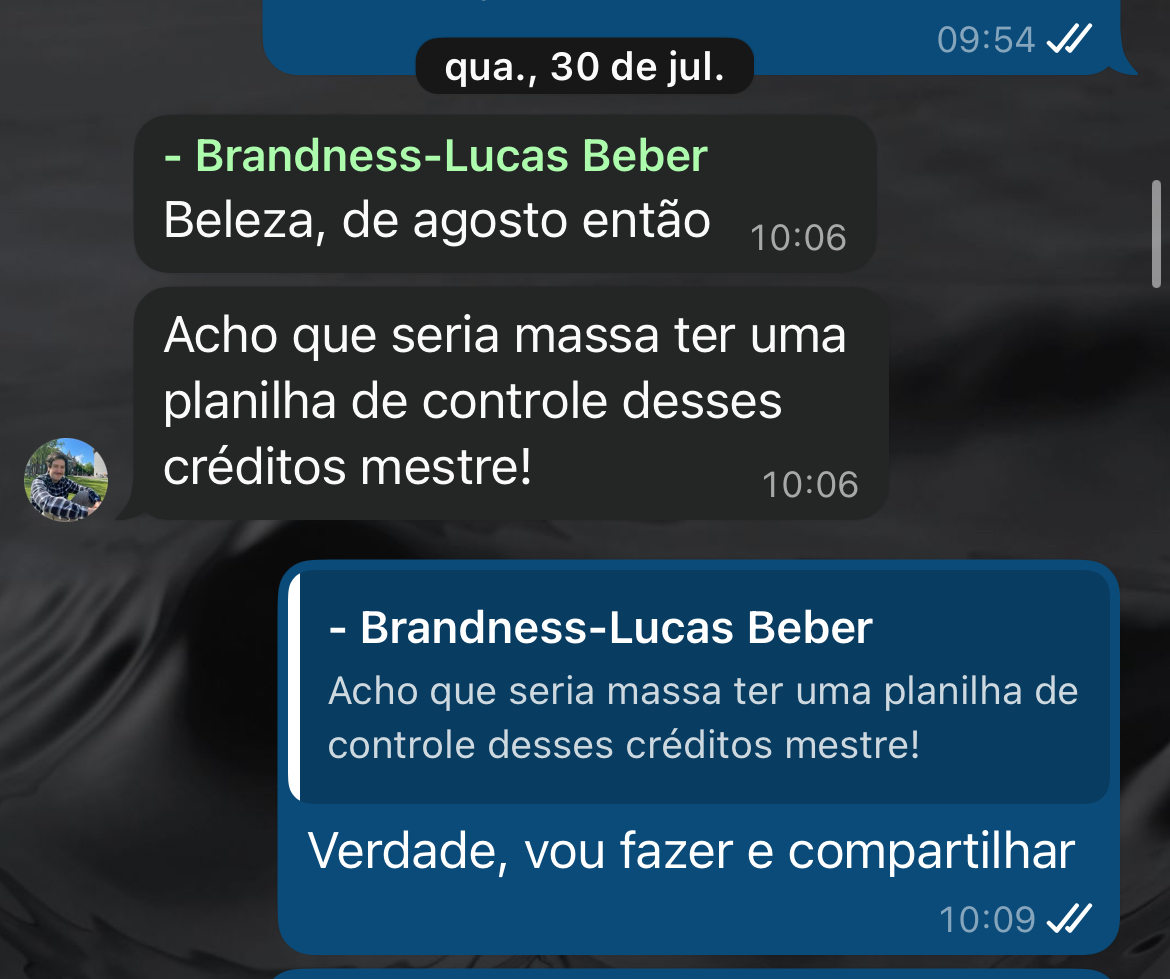 09:54
qua., 30 de jul.
- Brandness-Lucas Beber
Beleza, de agosto então 10:06
Acho que seria massa ter uma
planilha de controle desses
créditos mestre!
10:06
- Brandness-Lucas Beber
Acho que seria massa ter uma planilha de
controle desses créditos mestre!
Verdade, vou fazer e compartilhar
10:09